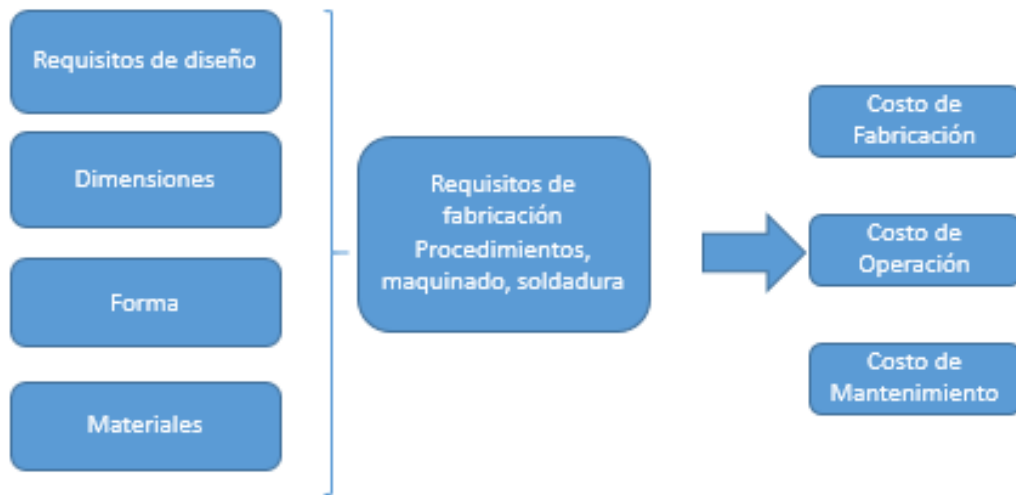 Requisitos de diseño
Dimensiones
Forma
Materiales
Requisitos de
fabricación
Procedimientos,
maquinado, soldadura
Costo de
Fabricación
Costo de
Operación
Costo de
Mantenimiento